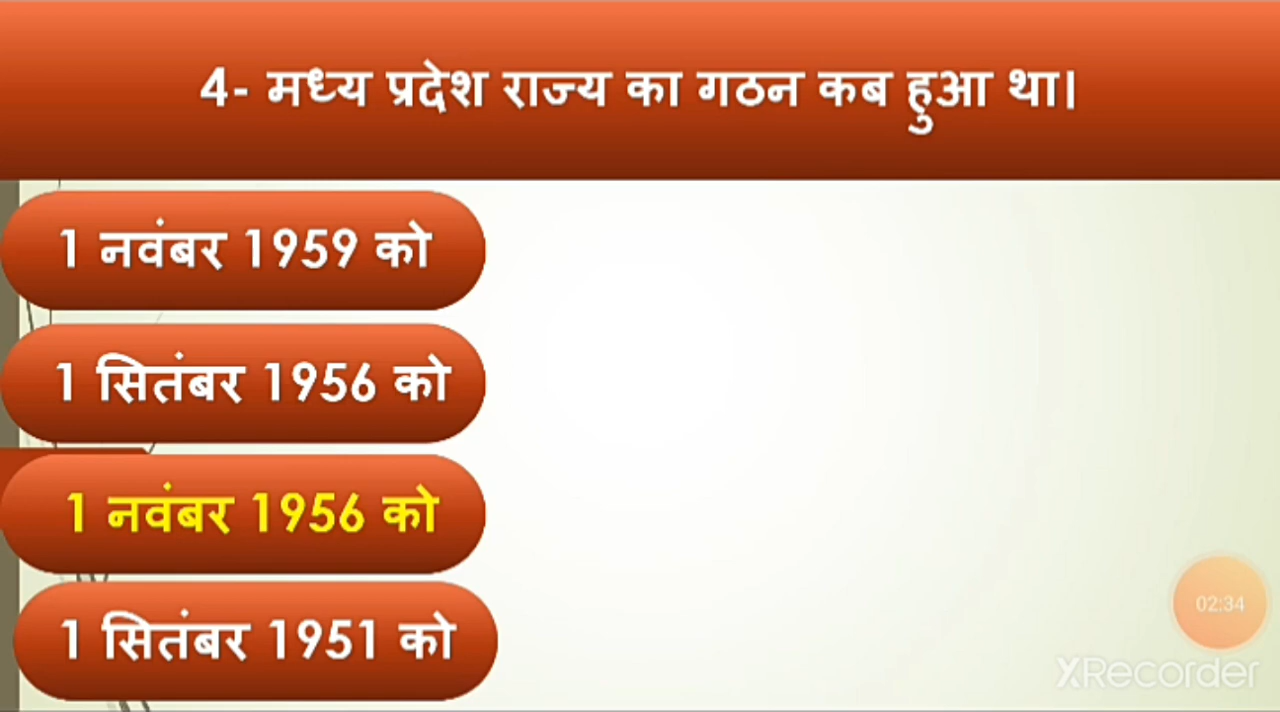 4- मध्य प्रदेश राज्य का गठन कब हुआ था।
1 नवंबर 1959 को
1 सितंबर 1956 को
1 नवंबर 1956 को
1 सितंबर 1951 को
02:34
XRecorder